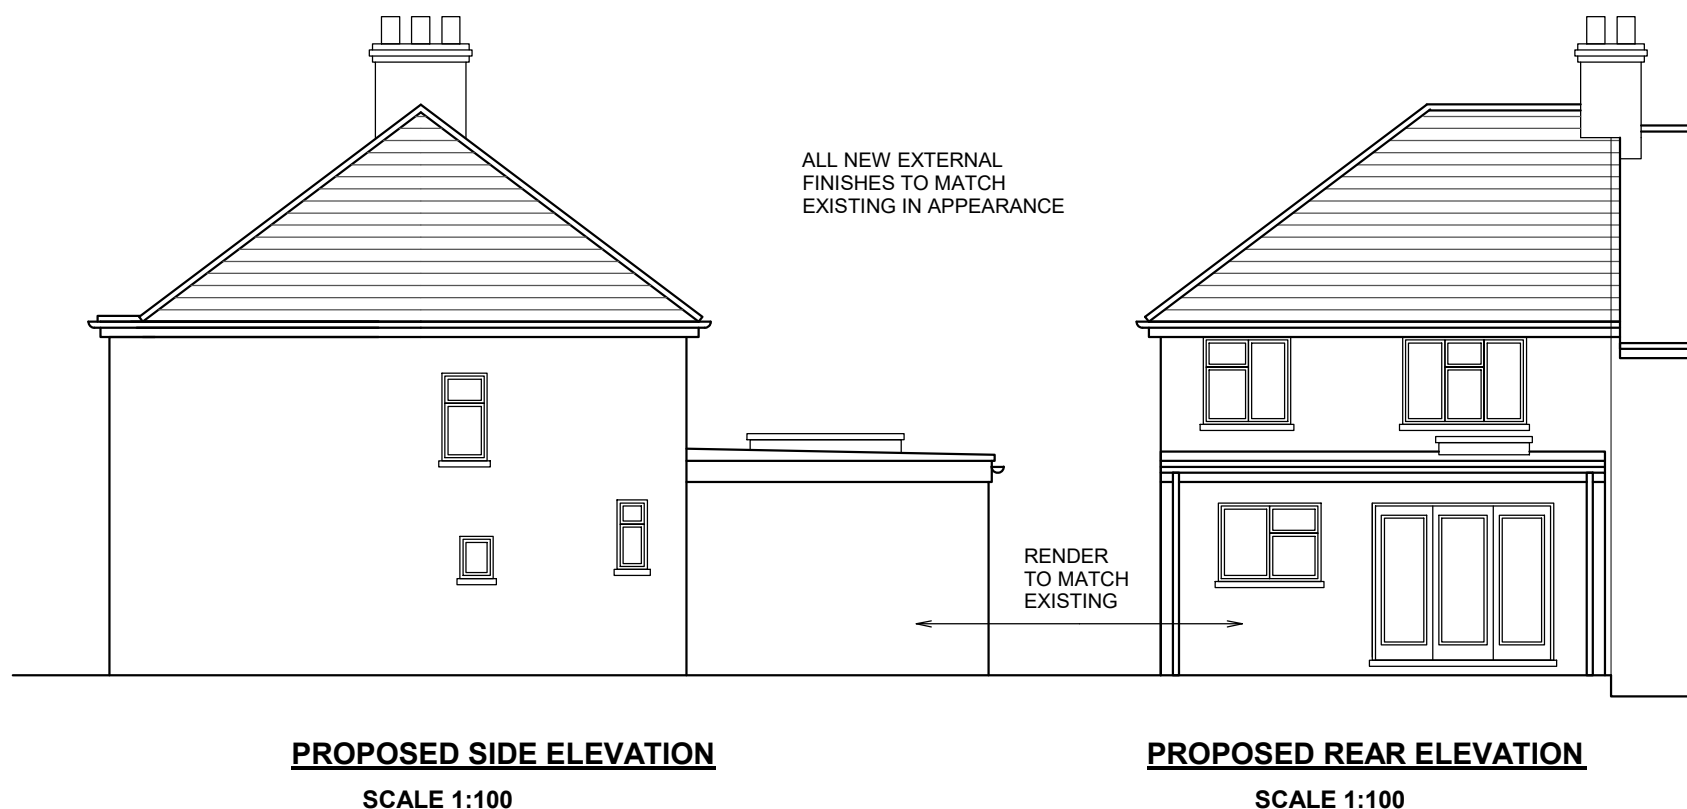 ALL NEW EXTERNAL
FINISHES TO MATCH
EXISTING IN APPEARANCE
RENDER
TO MATCH
EXISTING
PROPOSED SIDE ELEVATION
SCALE 1:100
PROPOSED REAR ELEVATION
SCALE 1:100